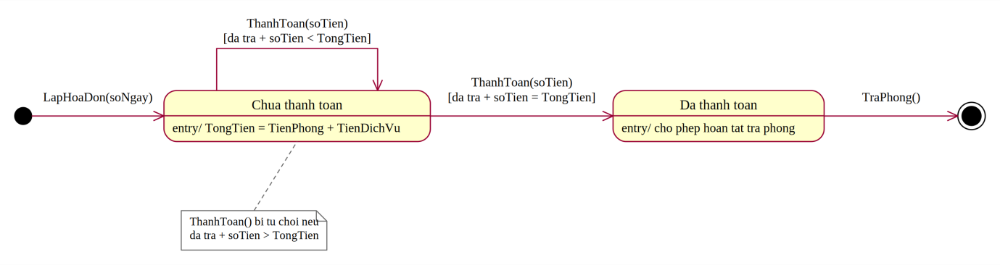 ThanhToan(soTien)
[da tra + soTien < TongTien]
LapHoaDon(soNgay)
Chua thanh toan
entry/ TongTien = TienPhong + TienDichVu
ThanhToan(soTien)
[da tra + soTien = TongTien]
Da thanh toan
entry/ cho phep hoan tat tra phong
TraPhong()
ThanhToan() bi tu choi neu
da tra + soTien > TongTien